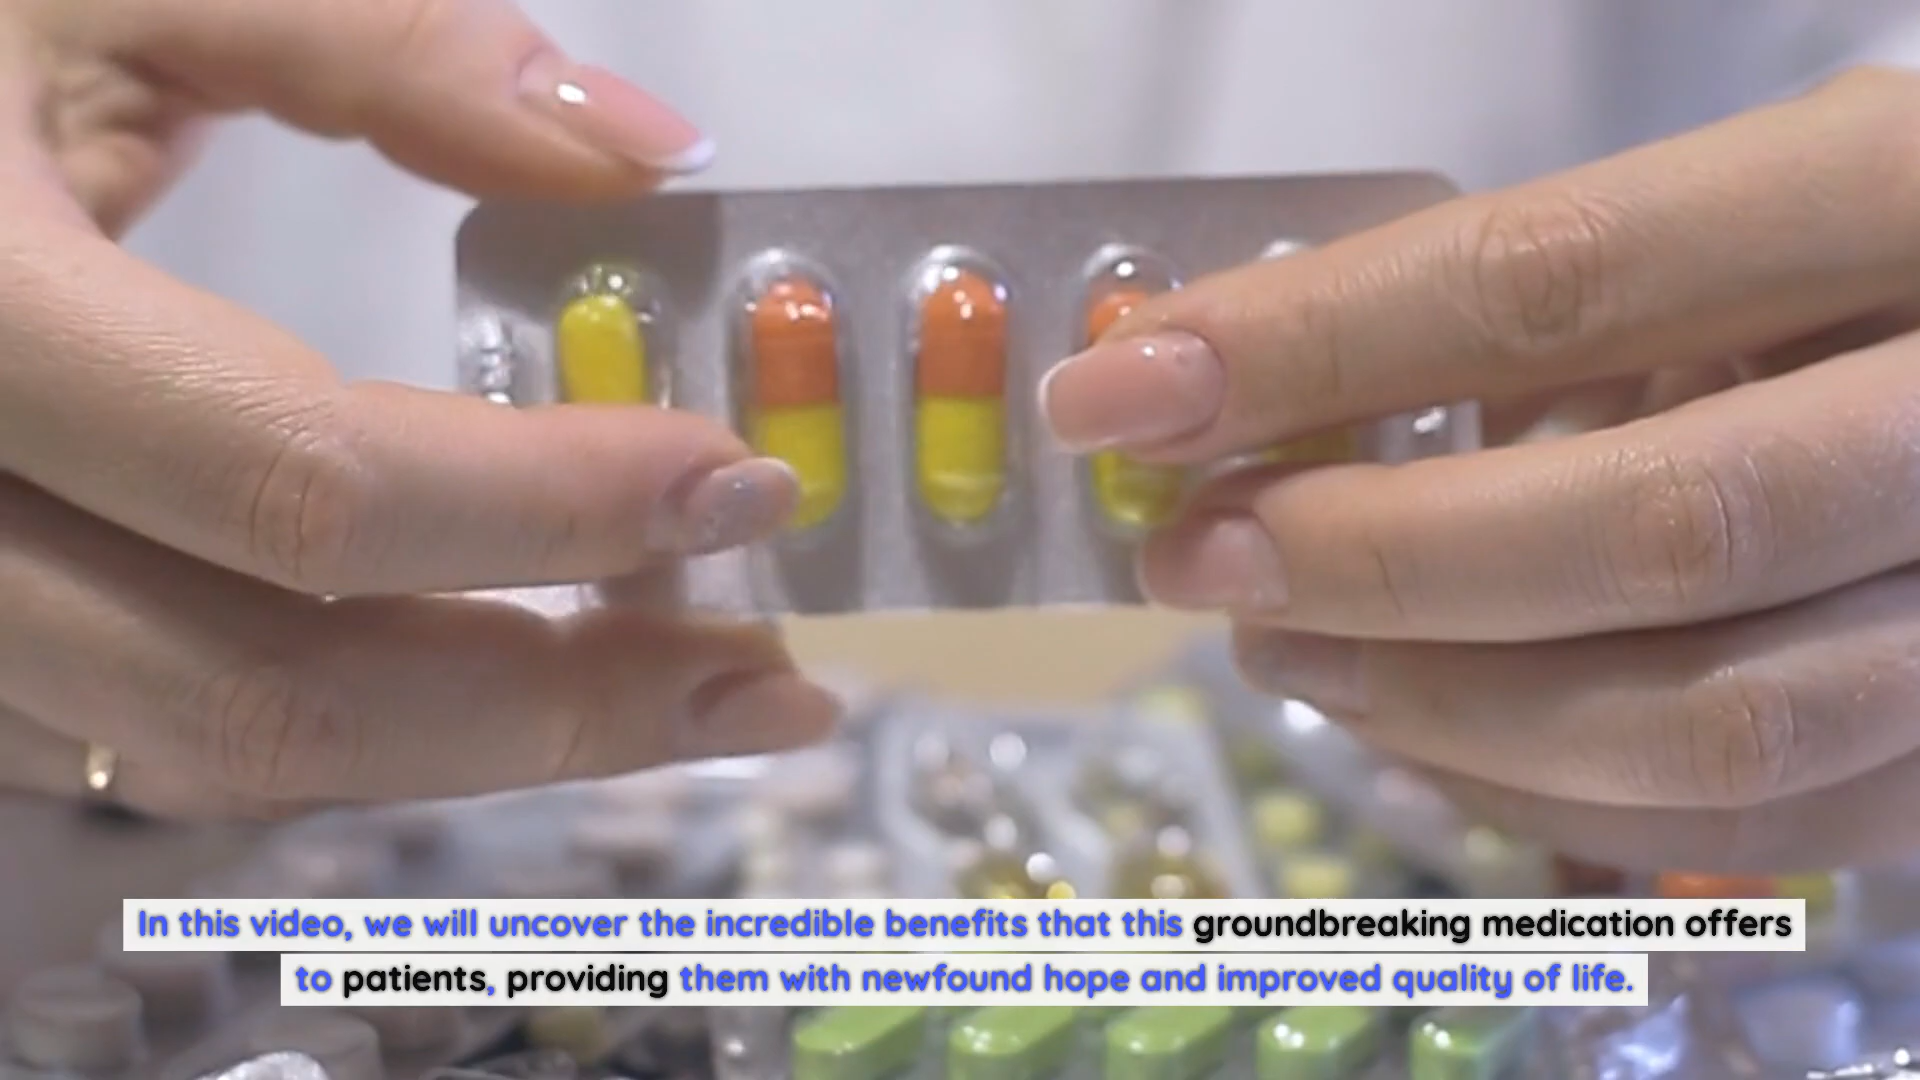 In this video, we will uncover the incredible benefits that this groundbreaking medication offers
to patients, providing them with newfound hope and improved quality of life.